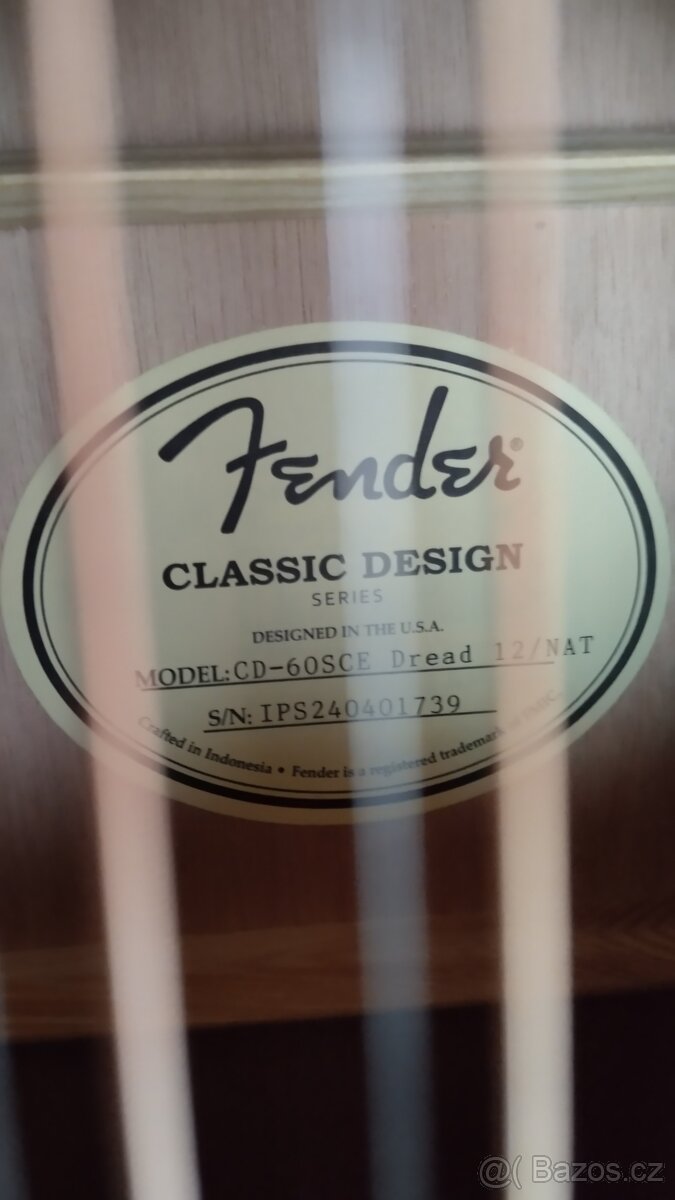 Fender®
CLASSIC DESIGN
SERIES
DESIGNED IN THE U.S.A.
MODEL: CD-60SCE Dread 12/NAT
S/N: IPS240401739
Crafted in Indonesia • Fender is a registered trademark
@( Bazos.cz